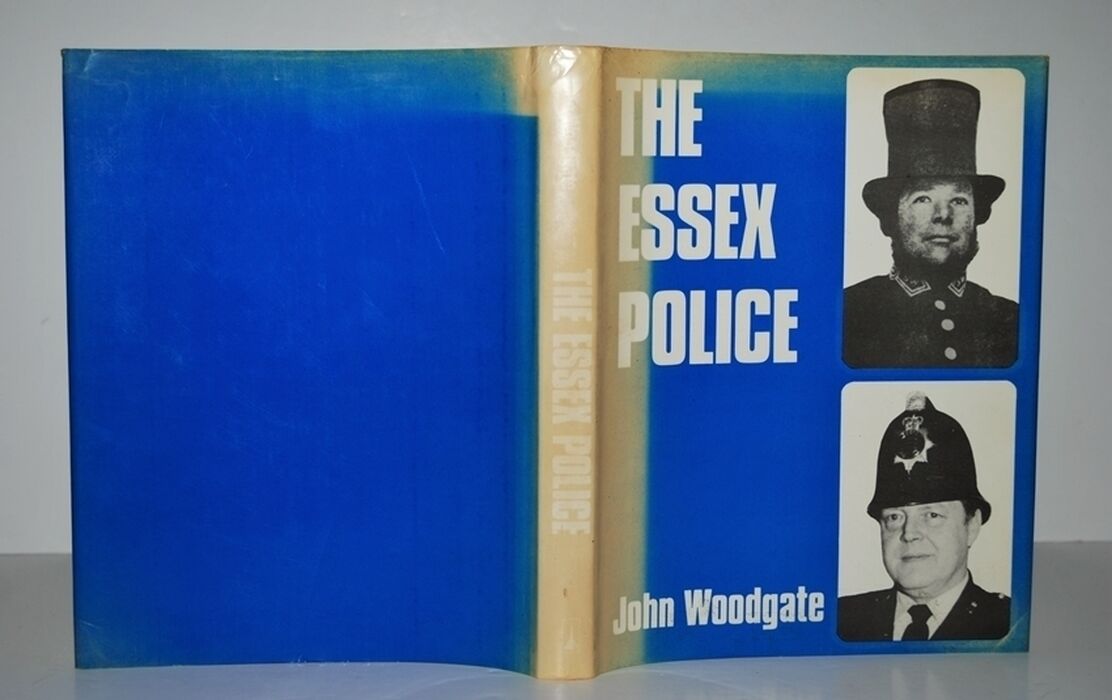 THE
ESSEX
POLICE
John Woodgate
THE ESSEX POLICE